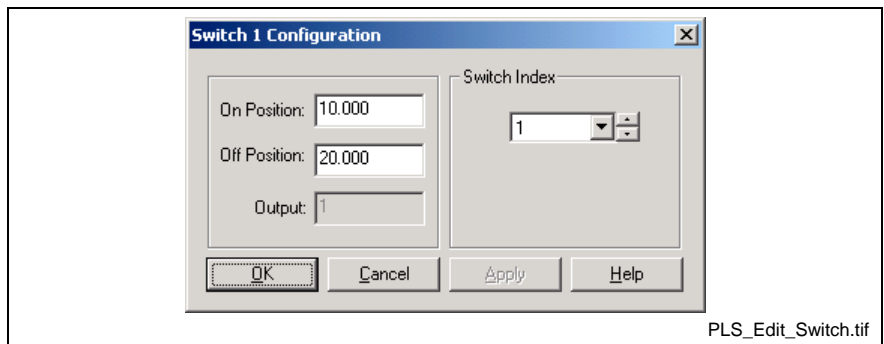 Switch 1 Configuration
Switch Index
On Position: 10.000
1
Off Position: 20.000
Output: 1
OK Cancel Apply Help
PLS_Edit_Switch.tif